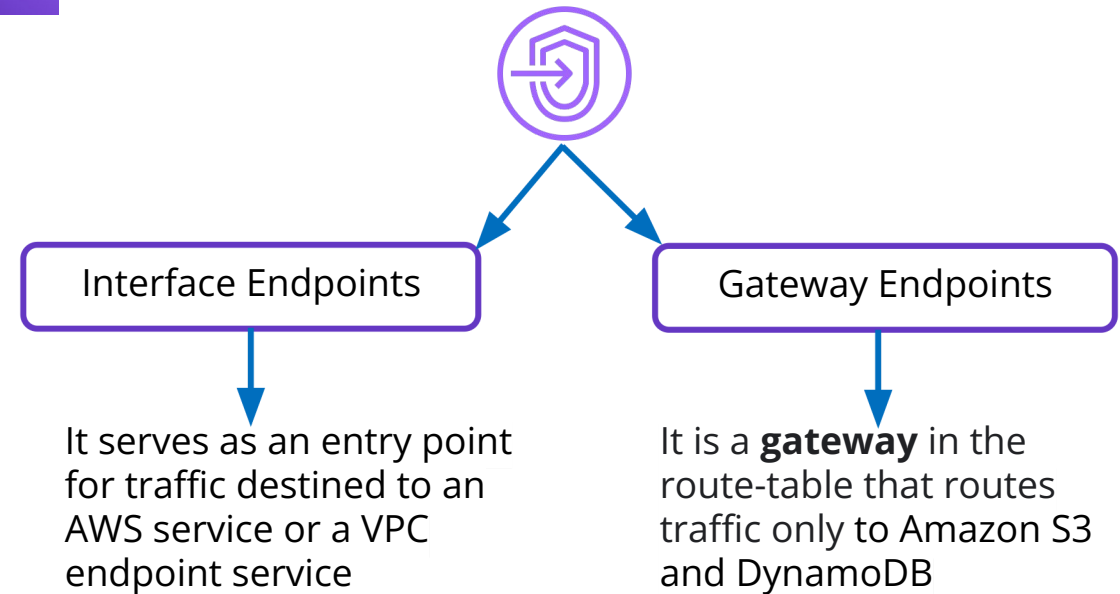 Interface Endpoints
Gateway Endpoints
It serves as an entry point
for traffic destined to an
AWS service or a VPC
endpoint service
It is a gateway in the
route-table that routes
traffic only to Amazon S3
and DynamoDB